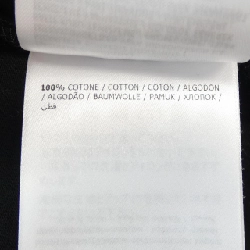 100% COTONE / COTTON / COTON / ALGODÓN
/ ALGODÃO / BAUMWOLLE / PAMUK / ХЛОПОК /
قطن